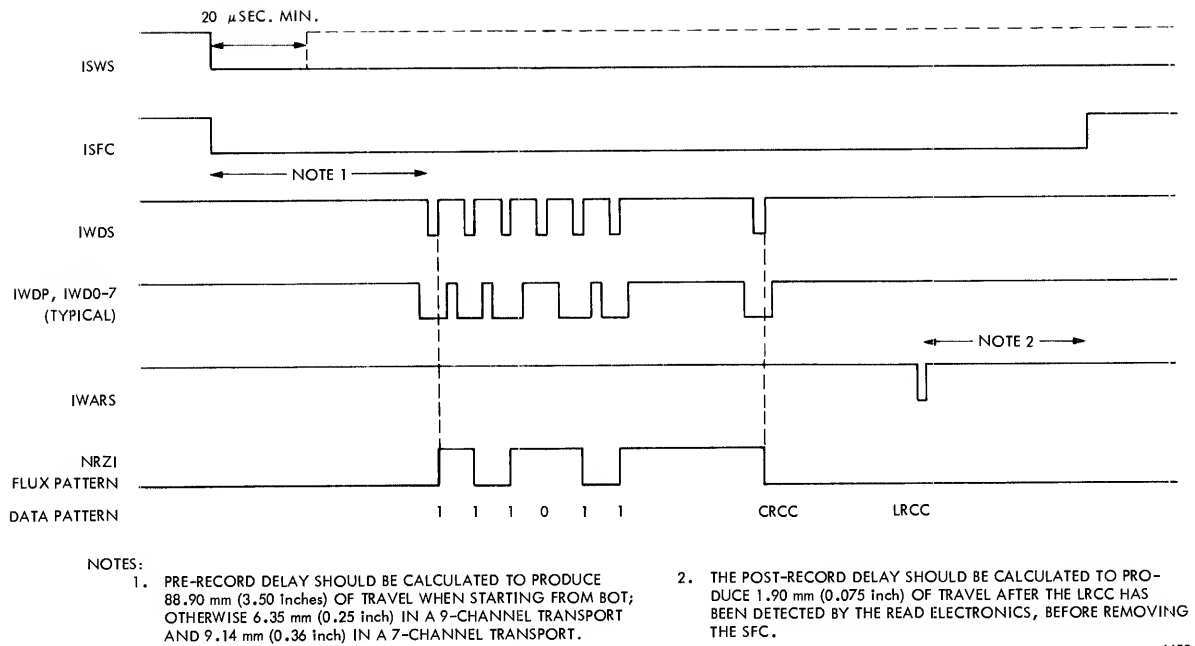 20 μSEC. MIN.
ISWS
ISFC
NOTE 1
IWDS
IWDP, IWD0-7
(TYPICAL)
NOTE 2
IWARS
NRZI
FLUX PATTERN
DATA PATTERN 1 1 1 0 1 1 CRCC LRCC
NOTES:
1. PRE-RECORD DELAY SHOULD BE CALCULATED TO PRODUCE
88.90 mm (3.50 inches) OF TRAVEL WHEN STARTING FROM BOT;
OTHERWISE 6.35 mm (0.25 inch) IN A 9-CHANNEL TRANSPORT
AND 9.14 mm (0.36 inch) IN A 7-CHANNEL TRANSPORT.
2. THE POST-RECORD DELAY SHOULD BE CALCULATED TO PRO-
DUCE 1.90 mm (0.075 inch) OF TRAVEL AFTER THE LRCC HAS
BEEN DETECTED BY THE READ ELECTRONICS, BEFORE REMOVING
THE SFC.